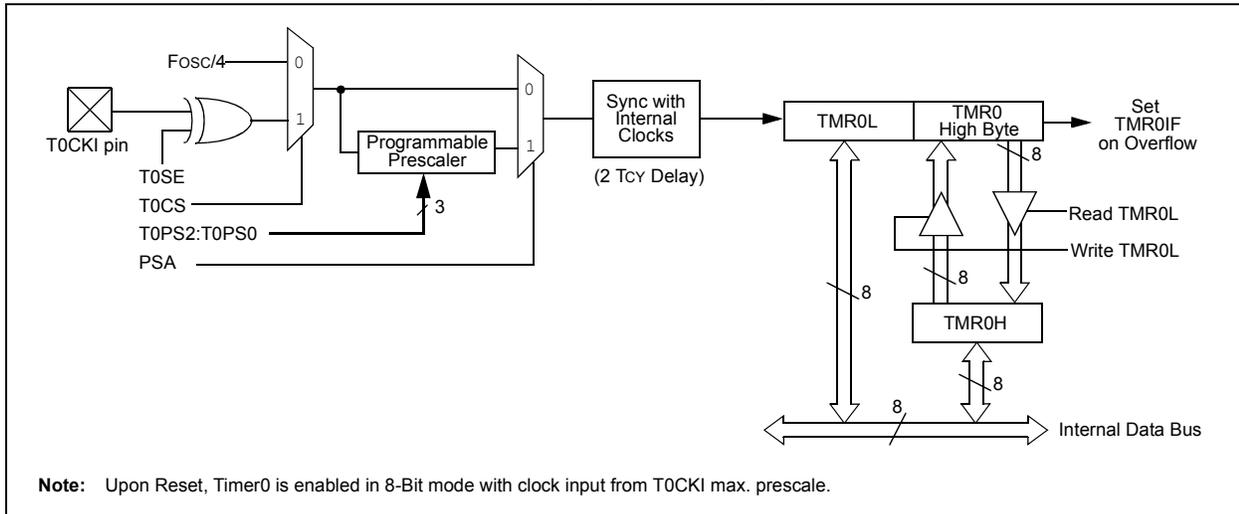 FOSC/4
0
1
T0CKI pin
T0SE
T0CS
T0PS2:T0PS0
PSA
Programmable
Prescaler
3
0
1
Sync with
Internal
Clocks
(2 TCY Delay)
TMR0L
TMR0
High Byte
Set
TMR0IF
on Overflow
8
Read TMR0L
Write TMR0L
8
8
TMR0H
8
8
Internal Data Bus
Note: Upon Reset, Timer0 is enabled in 8-Bit mode with clock input from T0CKI max. prescale.